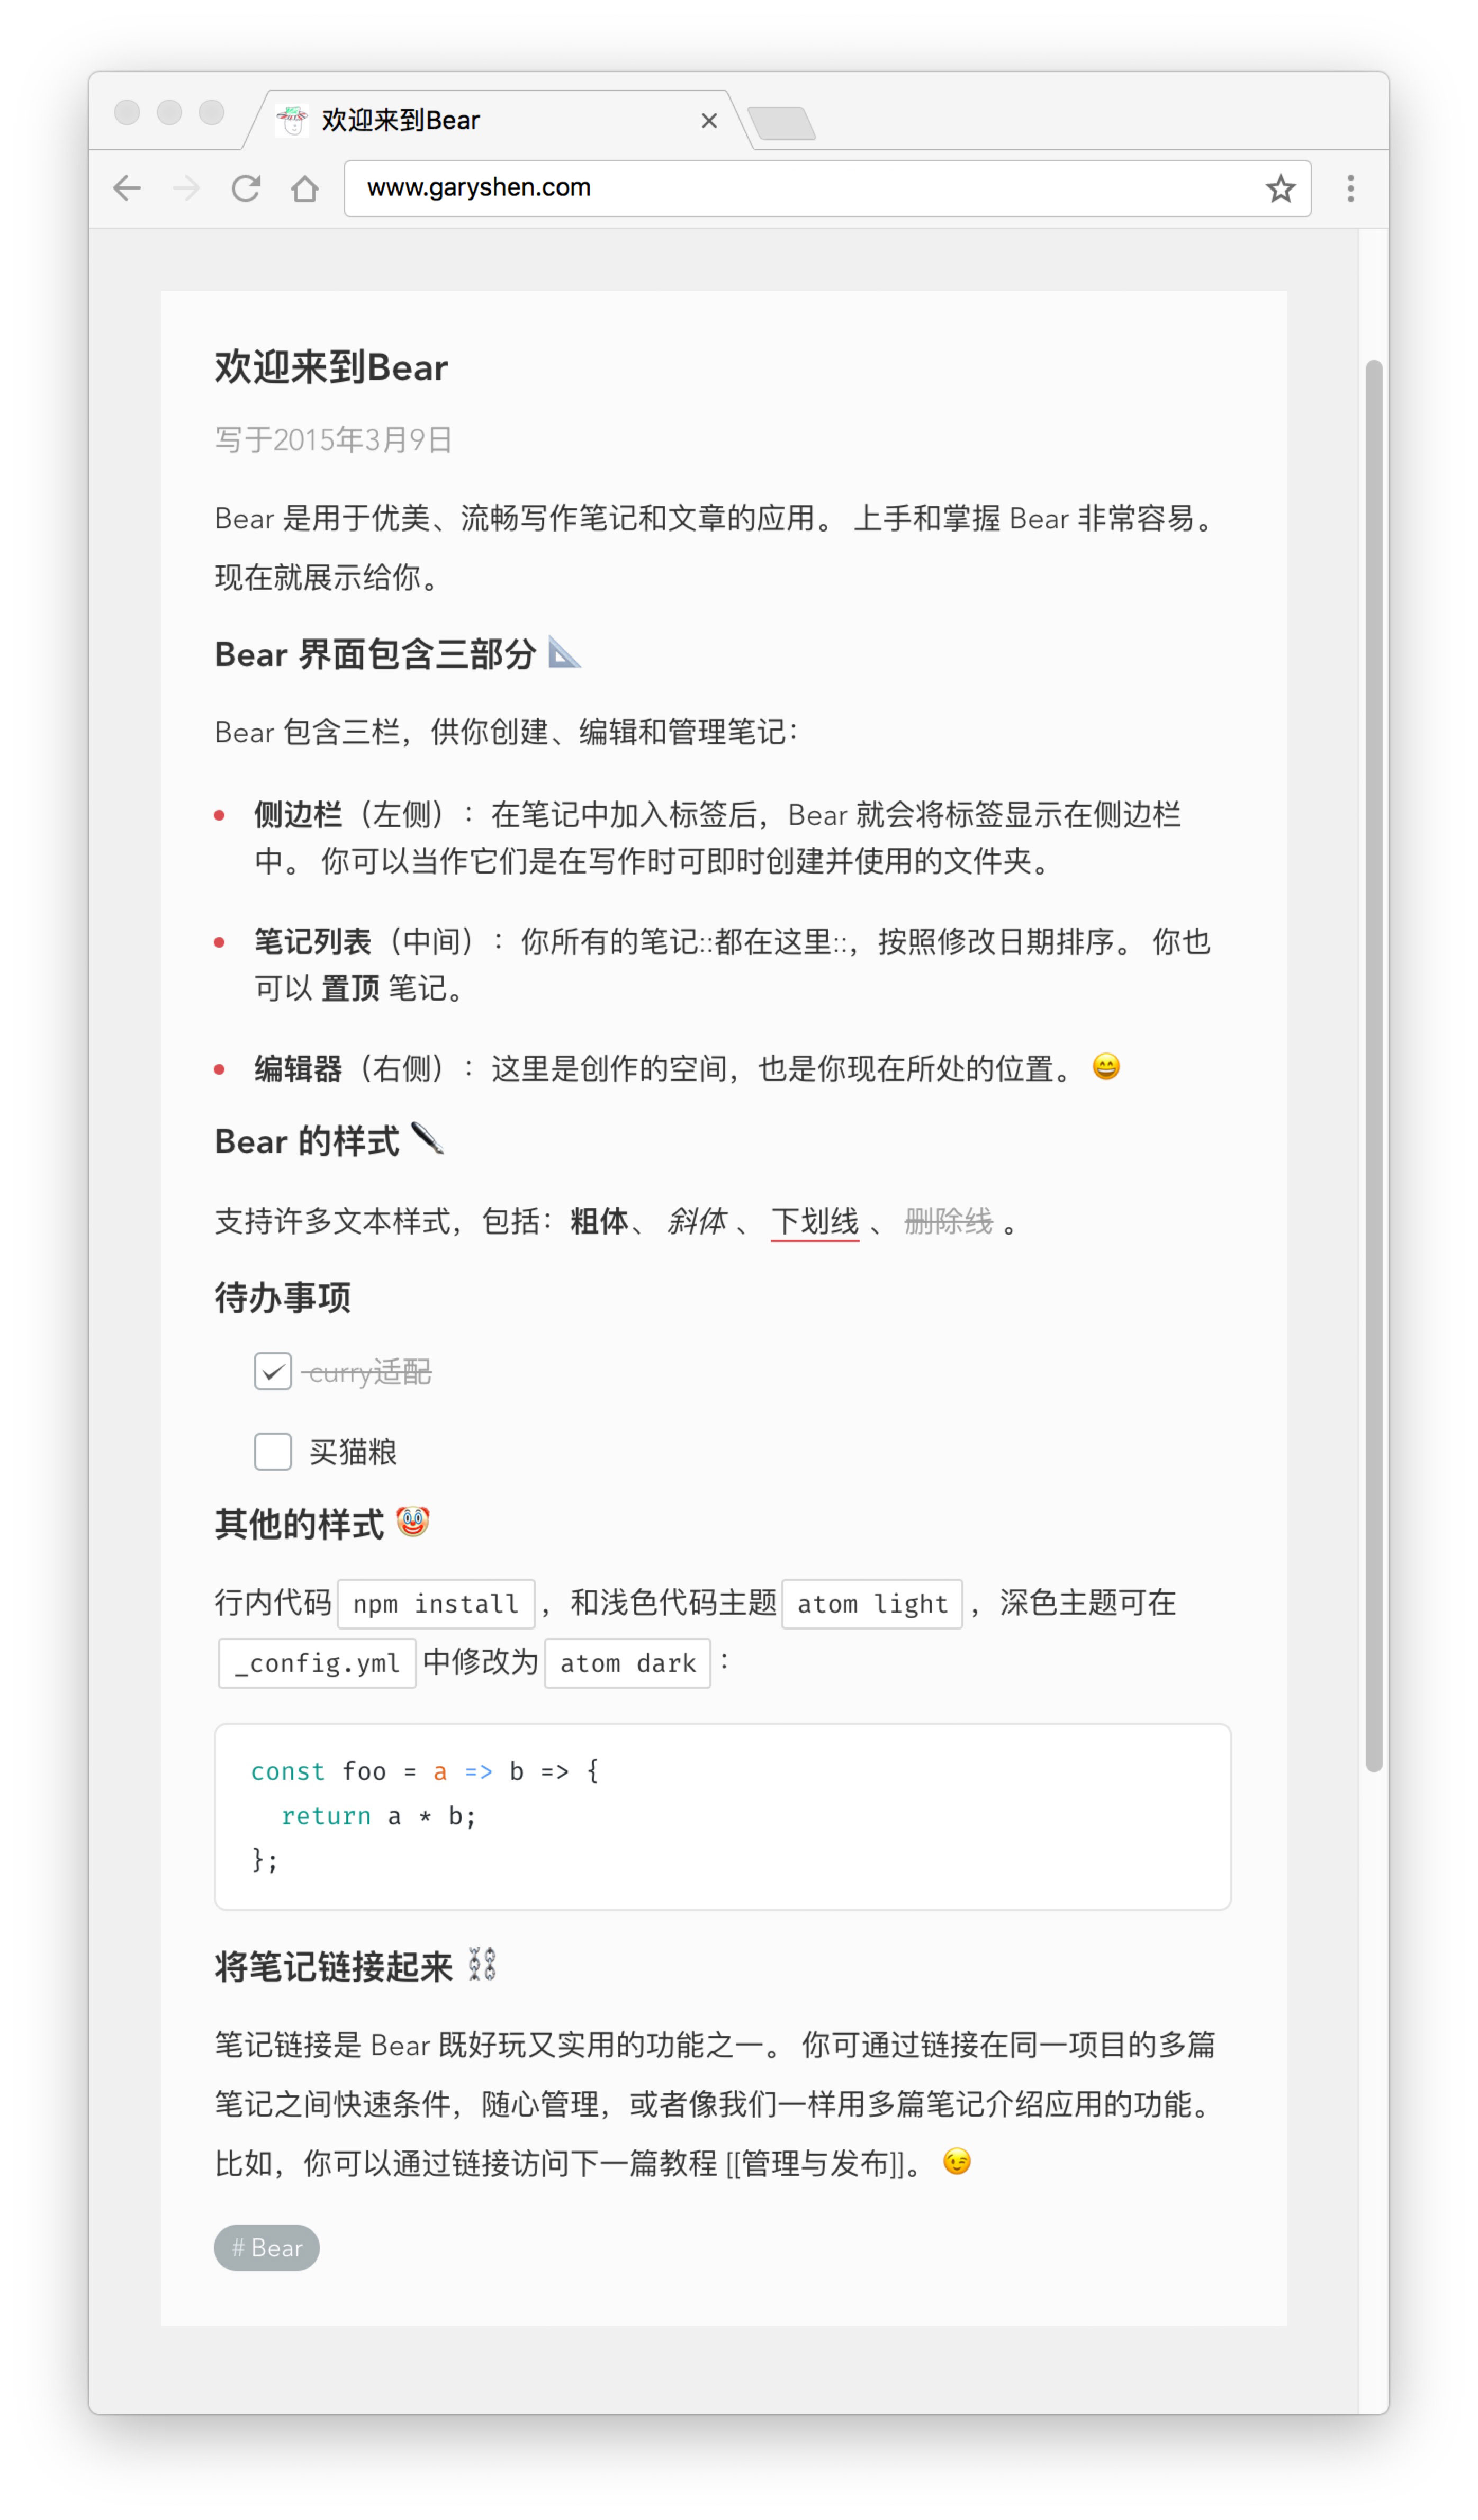 欢迎来到Bear
www.garyshen.com
欢迎来到Bear
写于2015年3月9日
Bear 是用于优美、流畅写作笔记和文章的应用。 上手和掌握 Bear 非常容易。
现在就展示给你。
Bear 界面包含三部分 📐
Bear 包含三栏，供你创建、编辑和管理笔记：
• 侧边栏（左侧）：在笔记中加入标签后，Bear 就会将标签显示在侧边栏
中。 你可以当作它们是在写作时可即时创建并使用的文件夹。
• 笔记列表（中间）：你所有的笔记::都在这里::，按照修改日期排序。 你也
可以 置顶 笔记。
• 编辑器（右侧）：这里是创作的空间，也是你现在所处的位置。 😄
Bear 的样式 ✒️
支持许多文本样式，包括：粗体、 斜体 、 下划线 、 删除线 。
待办事项
curry适配
买猫粮
其他的样式 🤡
行内代码 npm install ，和浅色代码主题 atom light ，深色主题可在
_config.yml 中修改为 atom dark ：
const foo = a => b => {
  return a * b;
};
将笔记链接起来 ⛓
笔记链接是 Bear 既好玩又实用的功能之一。 你可通过链接在同一项目的多篇
笔记之间快速条件，随心管理，或者像我们一样用多篇笔记介绍应用的功能。
比如，你可以通过链接访问下一篇教程 [[管理与发布]]。 😉
# Bear